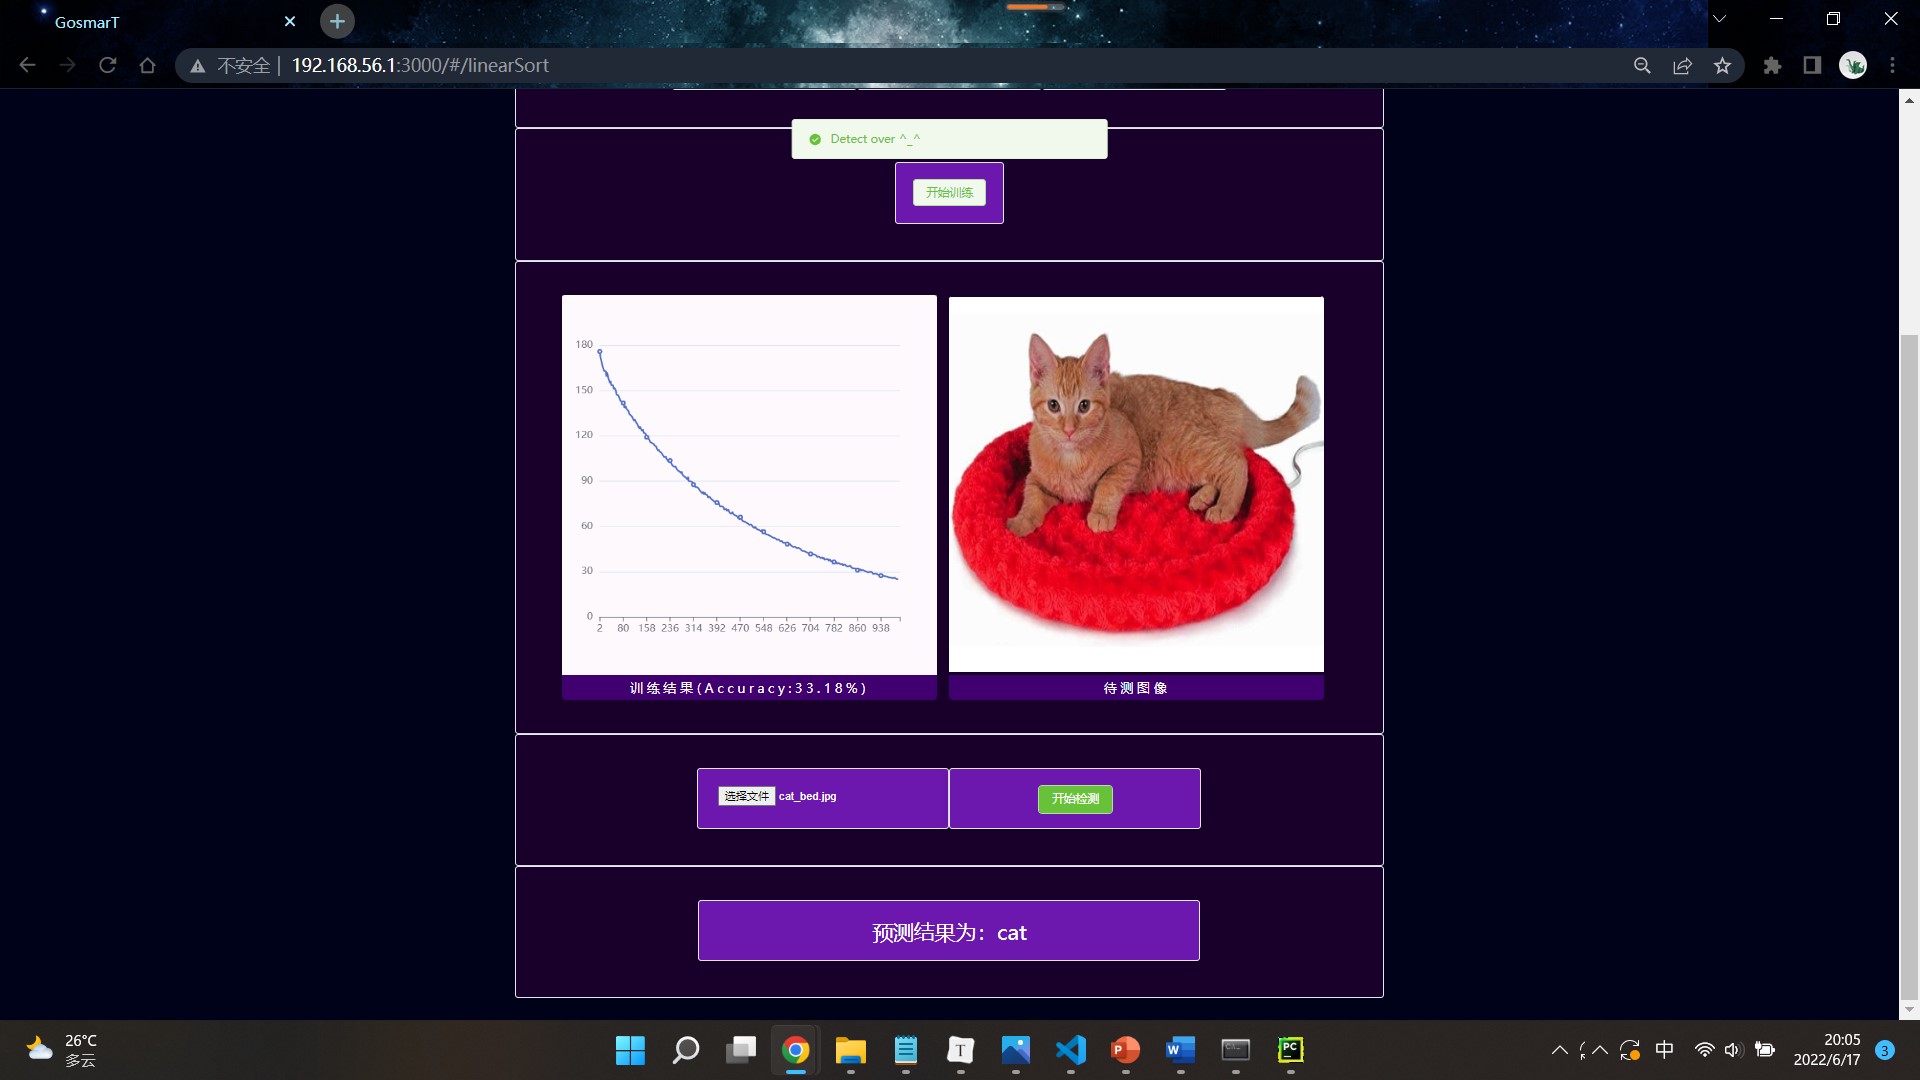 GosmarT
不安全 192.168.56.1:3000/#/linearSort
Detect over ^_^
开始训练
180
150
120
90
60
30
0
2 80 158 236 314 392 470 548 626 704 782 860 938
训练结果(Accuracy:33.18%)
待测图像
选择文件 cat_bed.jpg
开始检测
预测结果为：cat
26°C
多云
T
P
W
PC
中
20:05
2022/6/17
3